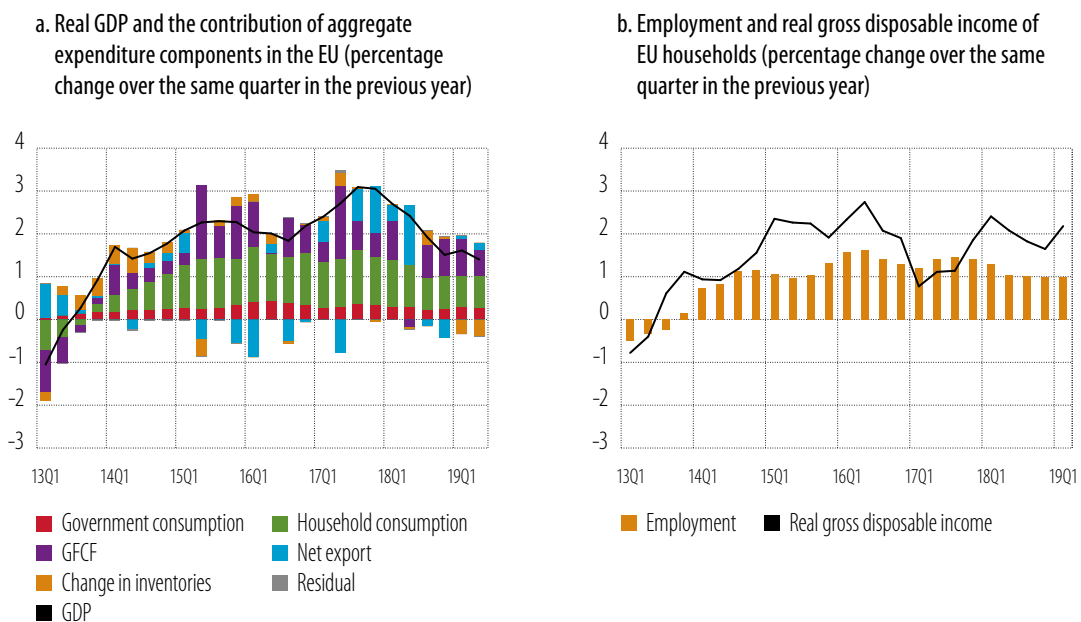 a. Real GDP and the contribution of aggregate
expenditure components in the EU (percentage
change over the same quarter in the previous year)
4
3
2
1
0
–1
–2
–3
13Q1 14Q1 15Q1 16Q1 17Q1 18Q1 19Q1
Government consumption Household consumption
GFCF Net export
Change in inventories Residual
GDP
b. Employment and real gross disposable income of
EU households (percentage change over the same
quarter in the previous year)
4
3
2
1
0
–1
–2
–3
13Q1 14Q1 15Q1 16Q1 17Q1 18Q1 19Q1
Employment Real gross disposable income